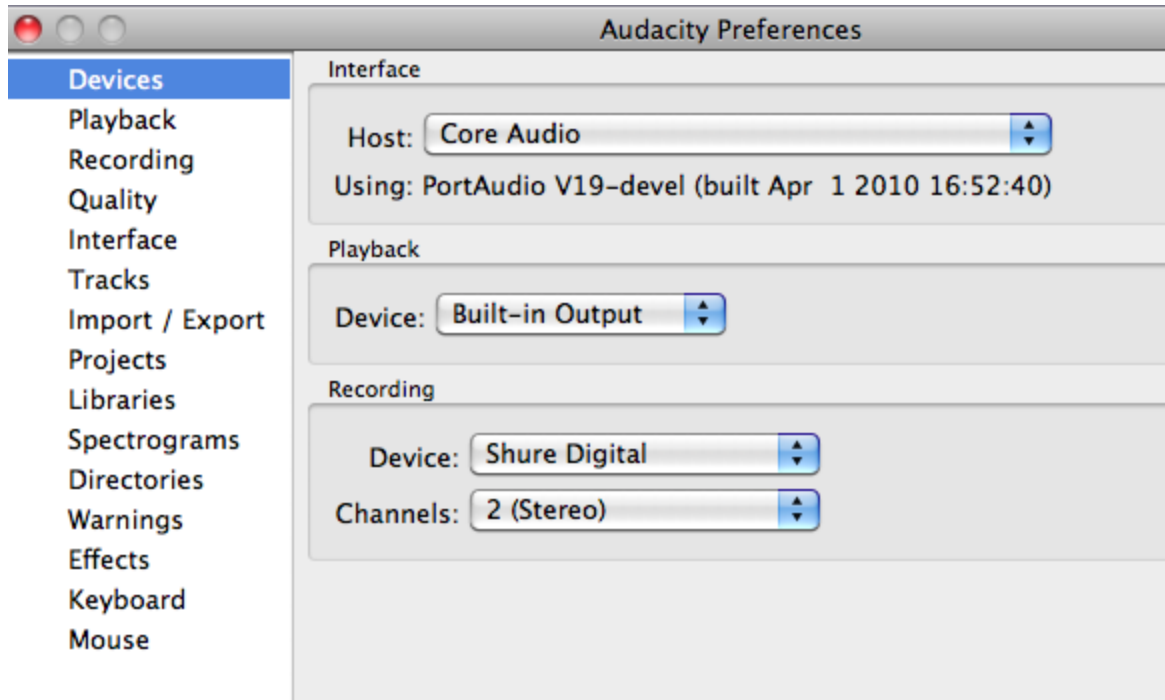 Audacity Preferences
Devices
Playback
Recording
Quality
Interface
Tracks
Import / Export
Projects
Libraries
Spectrograms
Directories
Warnings
Effects
Keyboard
Mouse
Interface
Host: Core Audio
Using: PortAudio V19-devel (built Apr  1 2010 16:52:40)
Playback
Device: Built-in Output
Recording
Device: Shure Digital
Channels: 2 (Stereo)